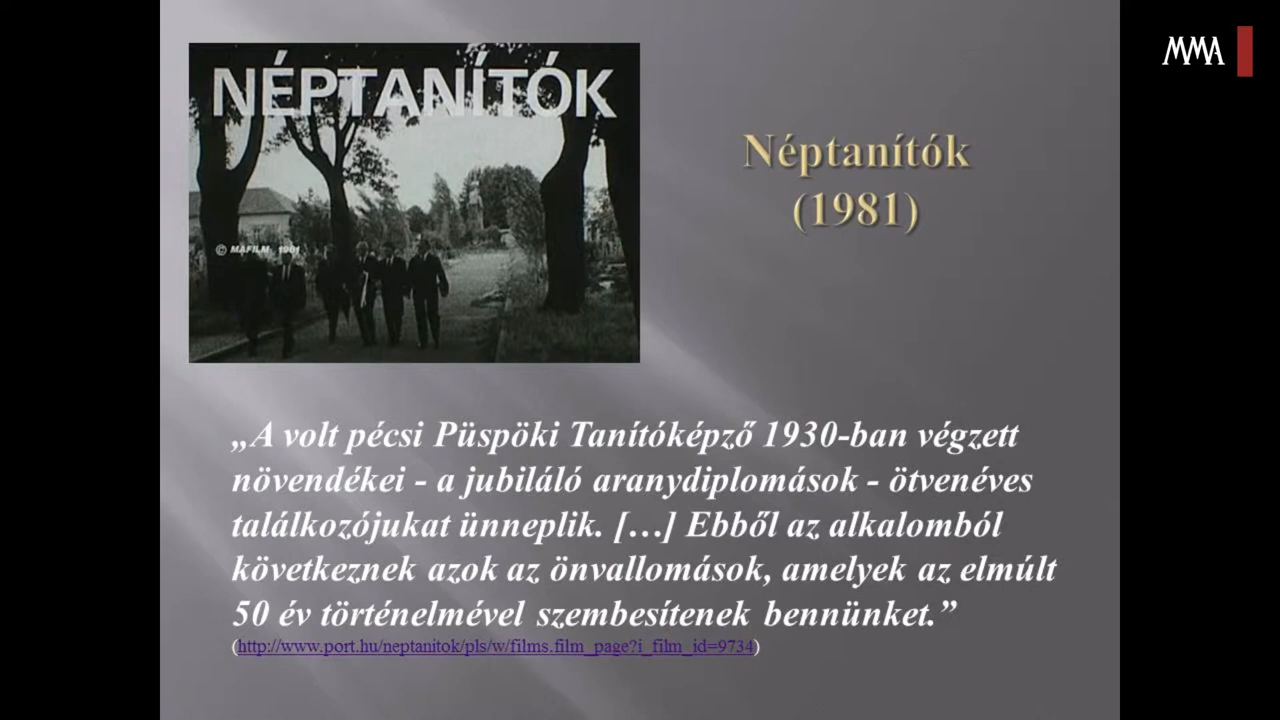 NÉPTANÍTÓK
© MAFILM 1981
MMA
Néptanítók
(1981)
„A volt pécsi Püspöki Tanítóképző 1930-ban végzett
növendékei - a jubiláló aranydiplomások - ötvenéves
találkozójukat ünneplik. […] Ebből az alkalomból
következnek azok az önvallomások, amelyek az elmúlt
50 év történelmével szembesítenek bennünket.”
(http://www.port.hu/neptanitok/pls/w/films.film_page?i_film_id=9734)